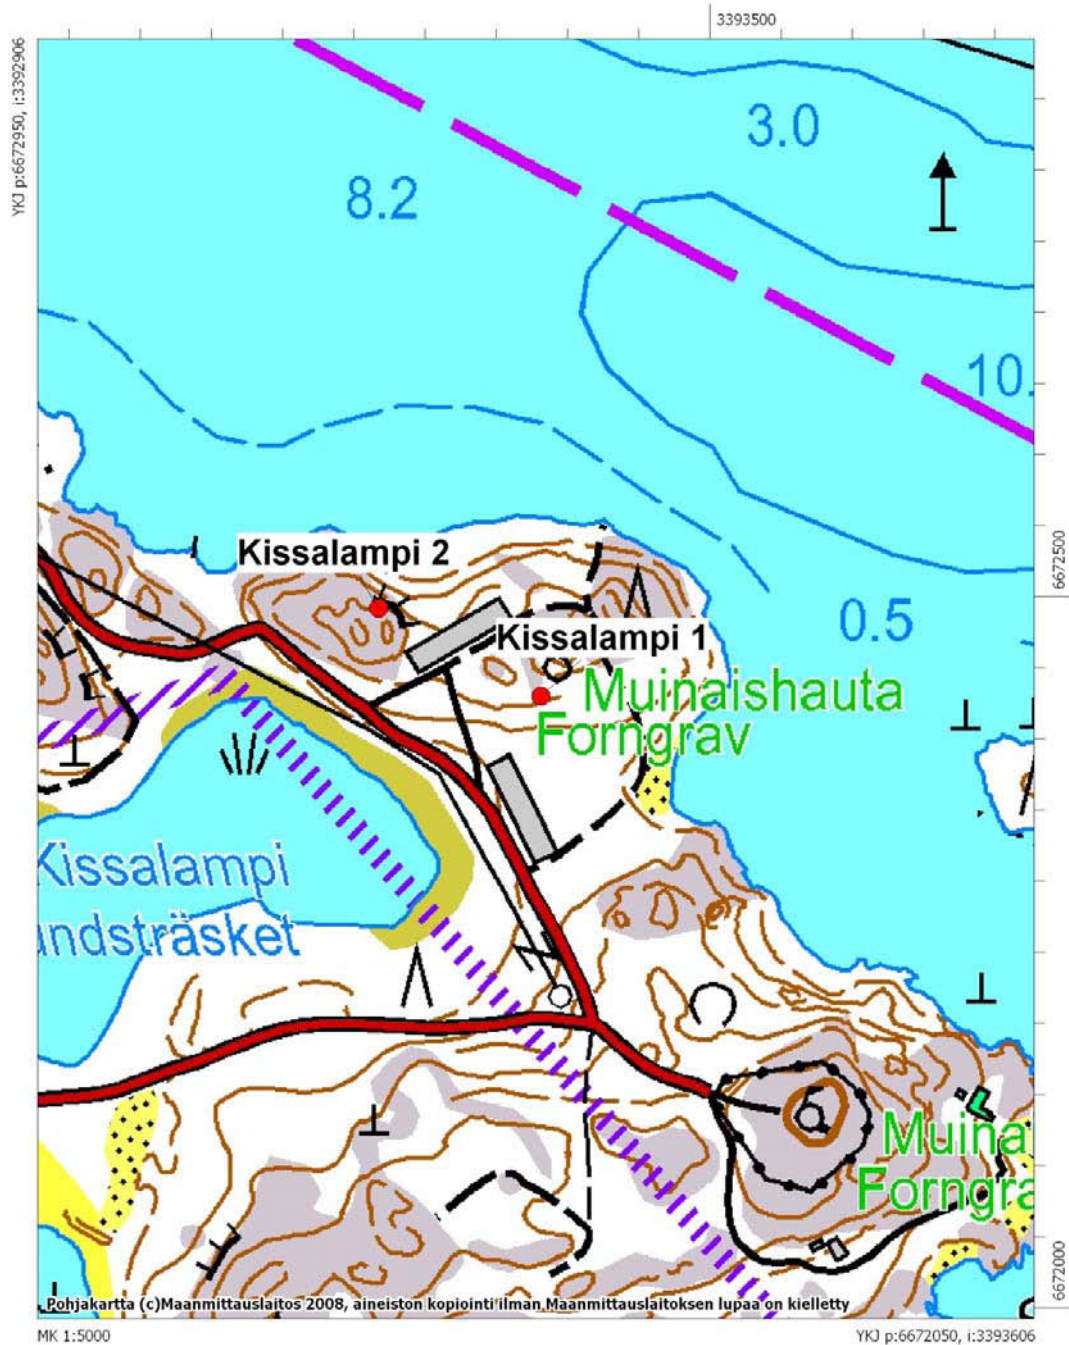 3393500
YKJ p:6672950, i:3392906
3.0
8.2
10.
6672500
Kissalampi 2
0.5
Kissalampi 1
Muinaishauta
Forngrav
Kissalampi
undsträsket
Muina
Forngra
6672000
Pohjakartta (c)Maanmittauslaitos 2008, aineiston kopiointi ilman Maanmittauslaitoksen lupaa on kielletty
MK 1:5000
YKJ p:6672050, i:3393606